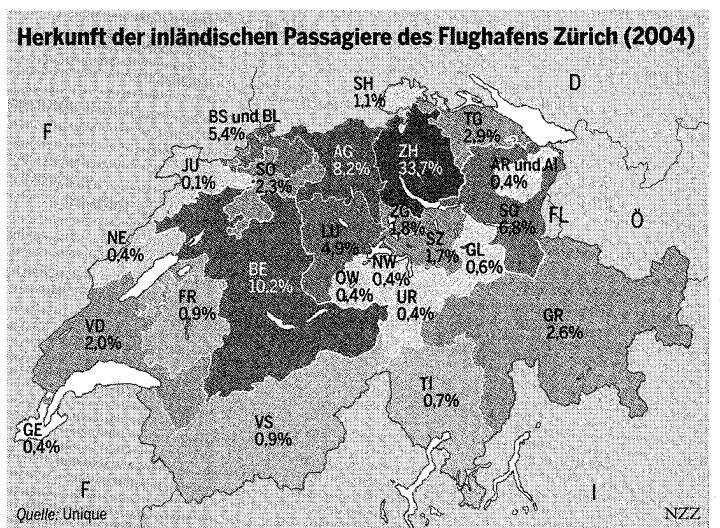 Herkunft der inländischen Passagiere des Flughafens Zürich (2004)
D
SH
1,1%
F
BS und BL
5,4%
TG
2,9%
AG
8,2%
ZH
33,7%
JU
0,1%
SO
2,3%
AR und AI
0,4%
ZG
1,8%
SG
6,8%
FL
Ö
NE
0,4%
LU
4,9%
SZ
1,7%
GL
0,6%
BE
10,2%
NW
0,4%
OW
0,4%
FR
0,9%
UR
0,4%
GR
2,6%
VD
2,0%
TI
0,7%
VS
0,9%
GE
0,4%
F
I
Quelle: Unique
NZZ